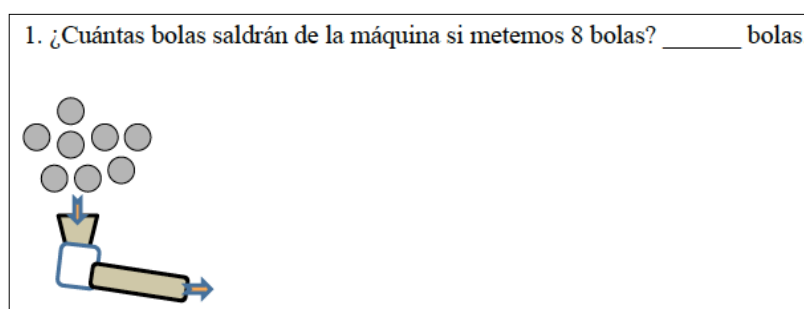 1. ¿Cuántas bolas saldrán de la máquina si metemos 8 bolas? _______ bolas